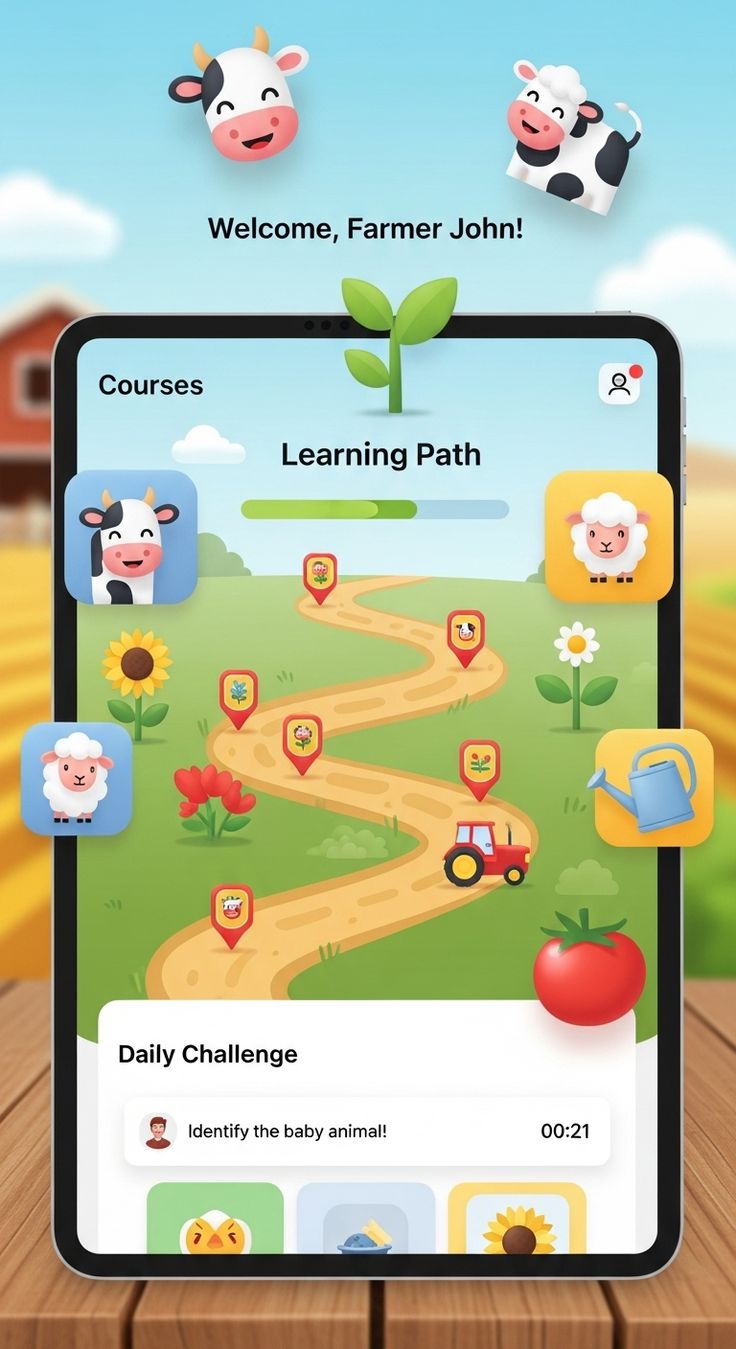 Welcome, Farmer John!
Courses
Learning Path
Daily Challenge
Identify the baby animal!
00:21